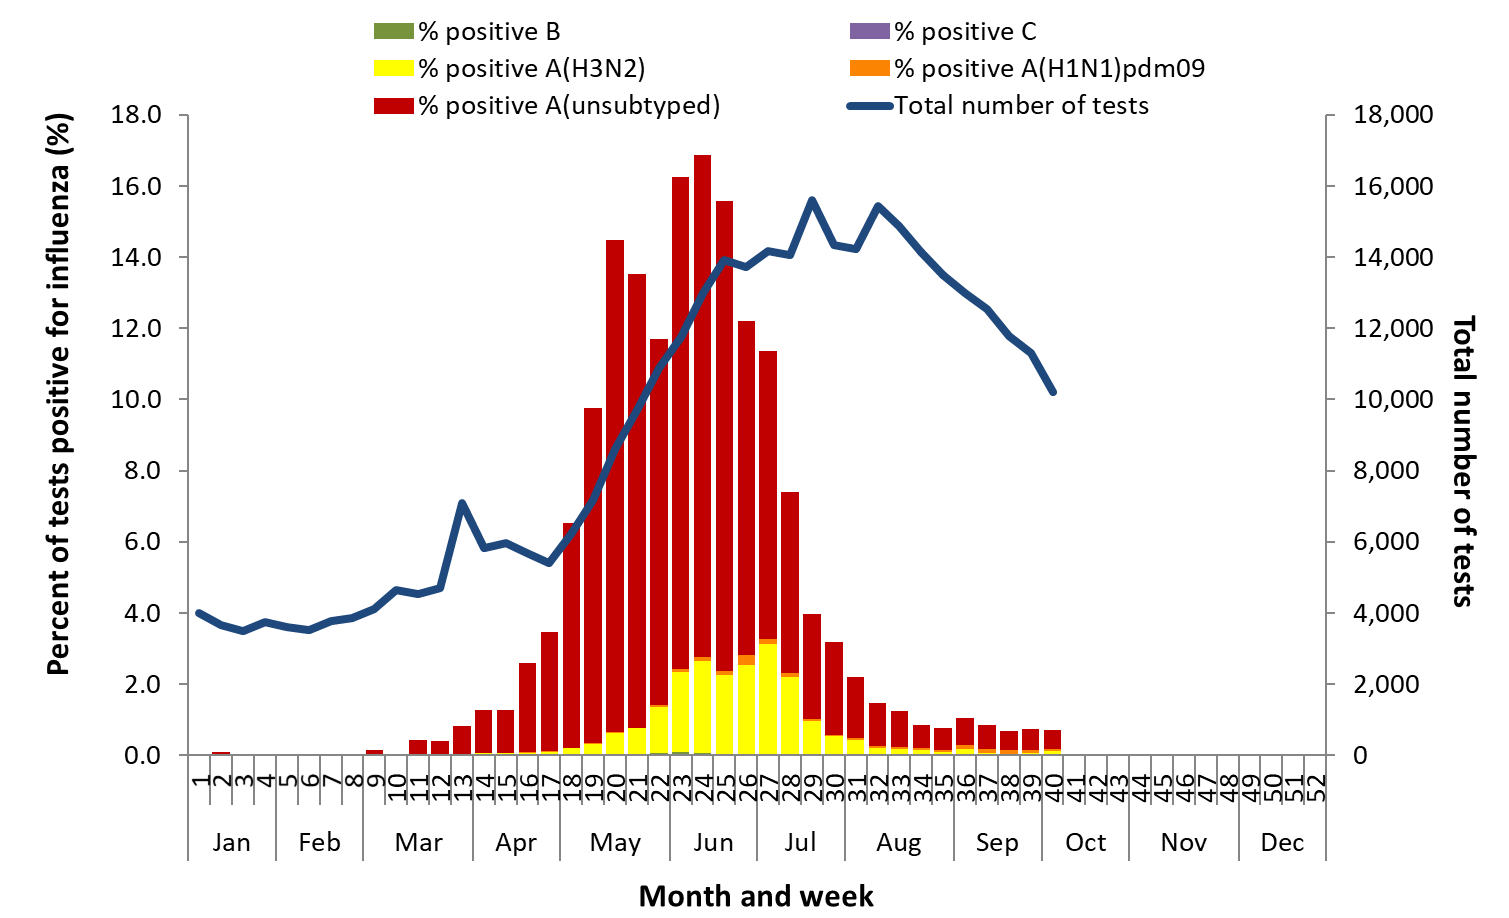 % positive B
% positive C
% positive A(H3N2)
% positive A(H1N1)pdm09
% positive A(unsubtyped)
Total number of tests
Percent of tests positive for influenza (%)
18.0
16.0
14.0
12.0
10.0
8.0
6.0
4.0
2.0
0.0
18,000
16,000
14,000
12,000
10,000
8,000
6,000
4,000
2,000
0
Total number of tests
1 2 3 4 5 6 7 8 9 10 11 12 13 14 15 16 17 18 19 20 21 22 23 24 25 26 27 28 29 30 31 32 33 34 35 36 37 38 39 40 41 42 43 44 45 46 47 48 49 50 51 52
Jan Feb Mar Apr May Jun Jul Aug Sep Oct Nov Dec
Month and week